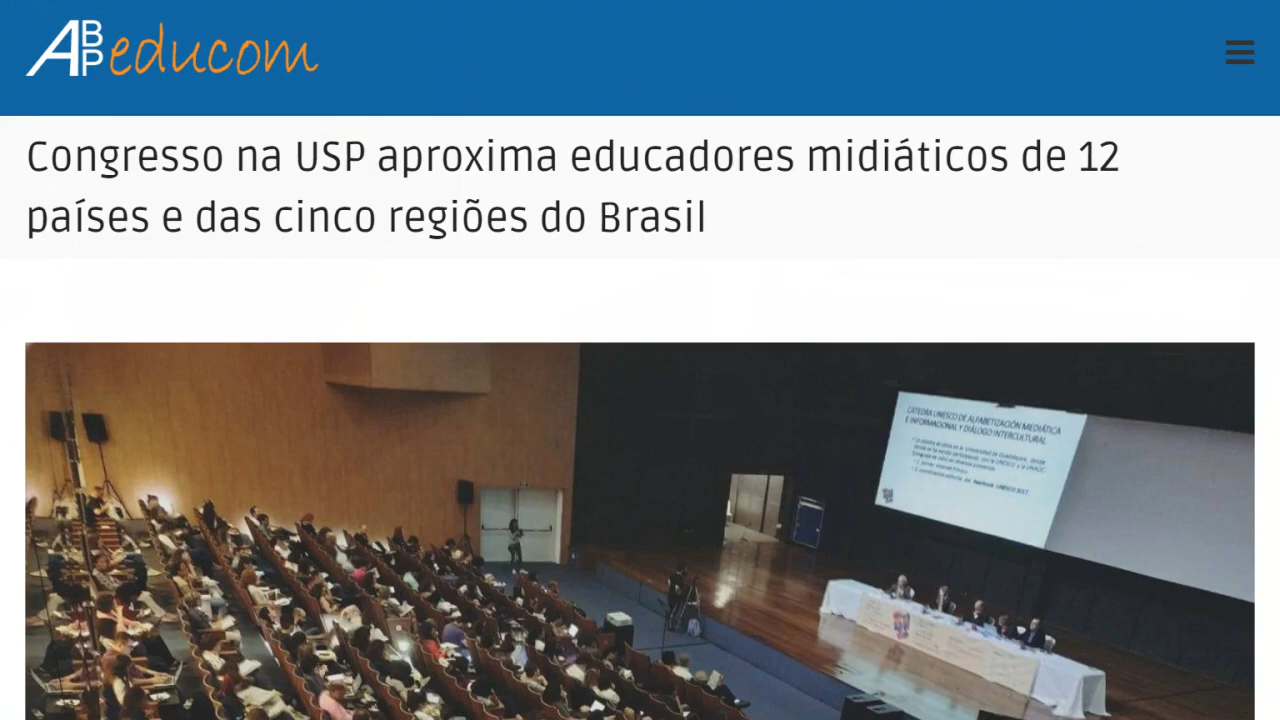 ABP educom
Congresso na USP aproxima educadores midiáticos de 12
países e das cinco regiões do Brasil
CÁTEDRA UNESCO DE ALFABETIZACIÓN MEDIÁTICA
E INFORMACIONAL Y DIÁLOGO INTERCULTURAL